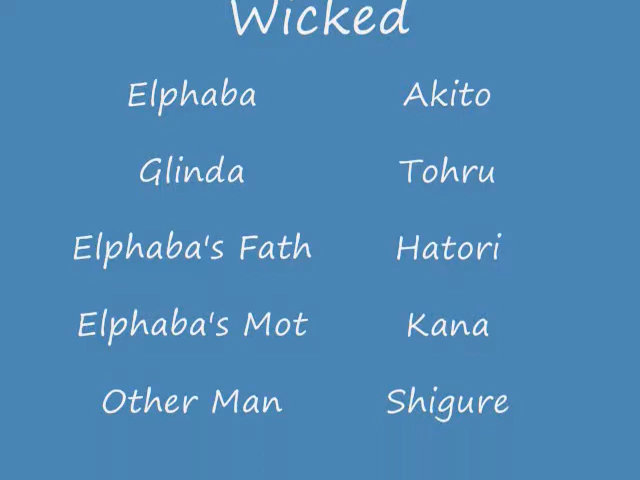 Wicked
Elphaba Akito
Glinda Tohru
Elphaba's Fath Hatori
Elphaba's Mot Kana
Other Man Shigure